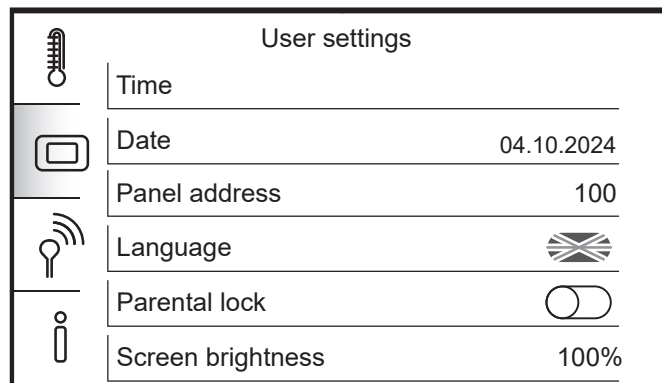 User settings
Time
Date 04.10.2024
Panel address 100
Language
Parental lock
Screen brightness 100%